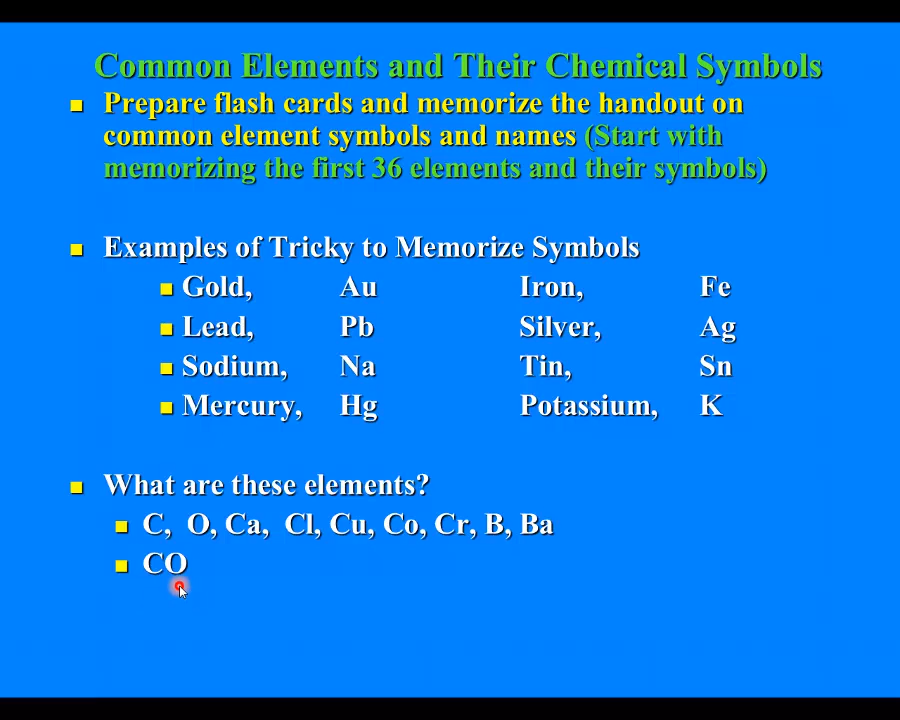 Common Elements and Their Chemical Symbols
Prepare flash cards and memorize the handout on
common element symbols and names (Start with
memorizing the first 36 elements and their symbols)
Examples of Tricky to Memorize Symbols
Gold, Au Iron, Fe
Lead, Pb Silver, Ag
Sodium, Na Tin, Sn
Mercury, Hg Potassium, K
What are these elements?
C, O, Ca, Cl, Cu, Co, Cr, B, Ba
CO